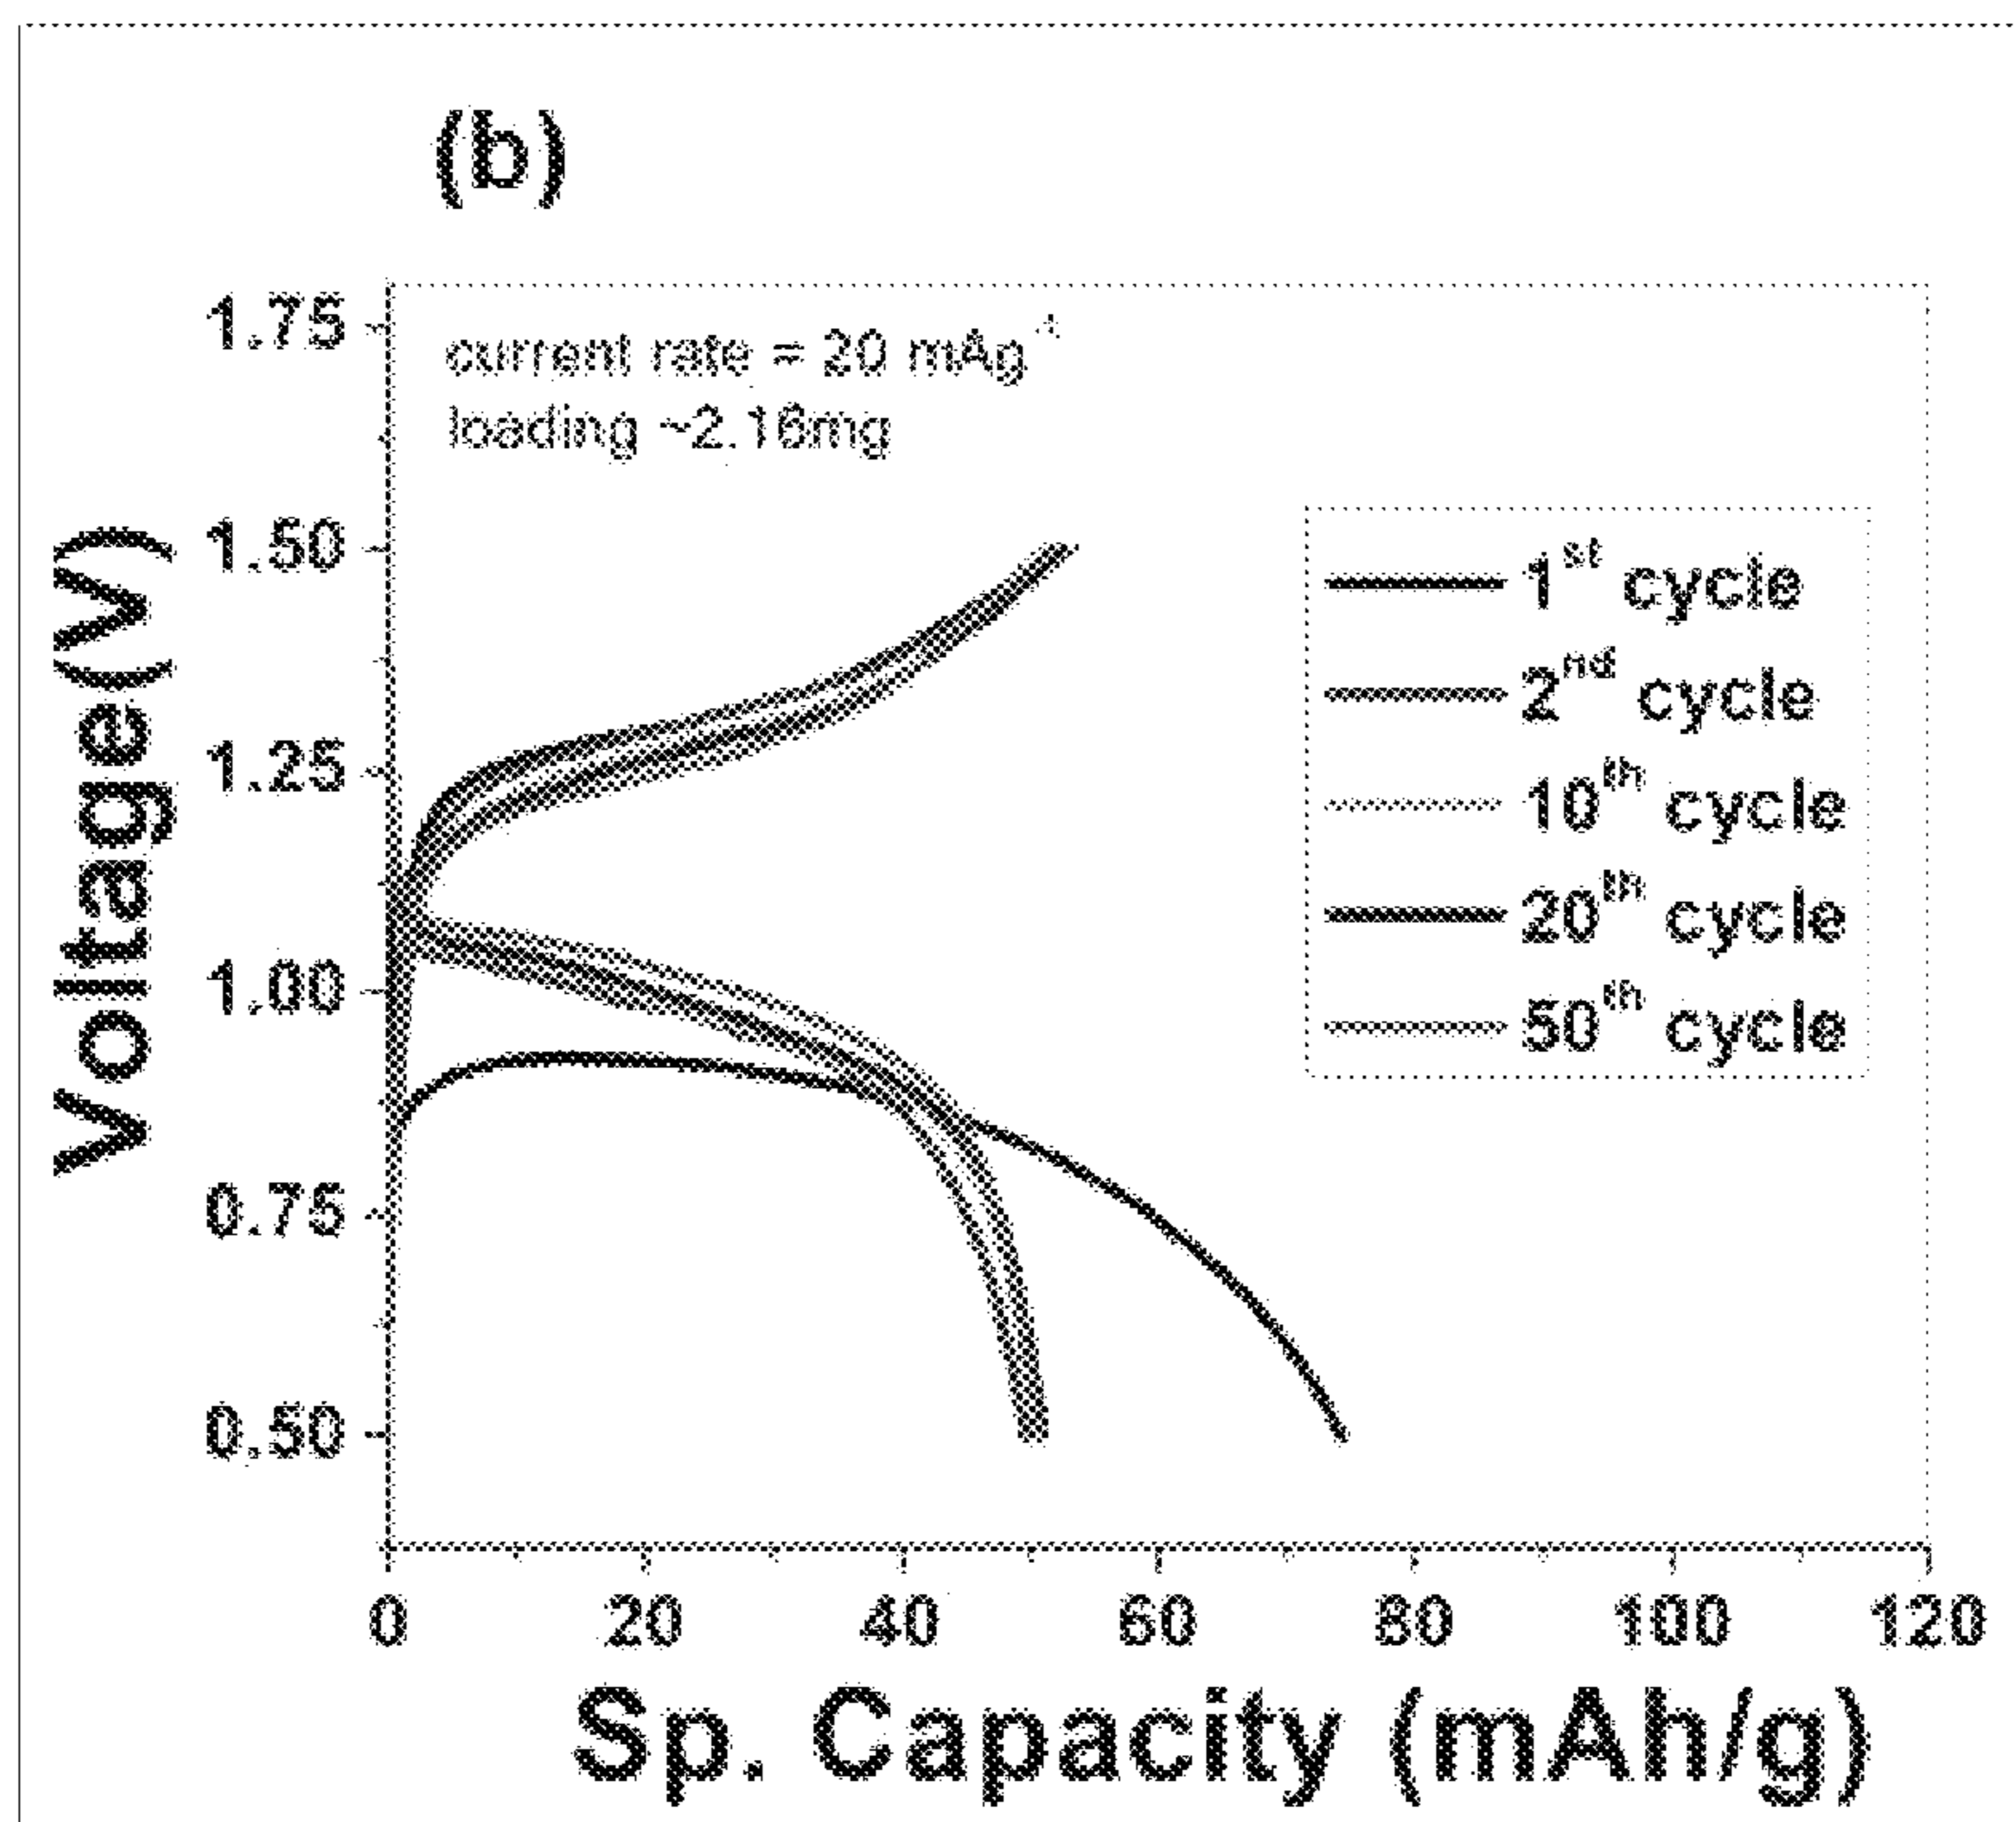 (b)
current rate = 20 mAg⁻¹
loading ~2.16mg
1.75
1.50
1.25
1.00
0.75
0.50
Voltage(V)
1st cycle
2nd cycle
10th cycle
20th cycle
50th cycle
0 20 40 60 80 100 120
Sp. Capacity (mAh/g)